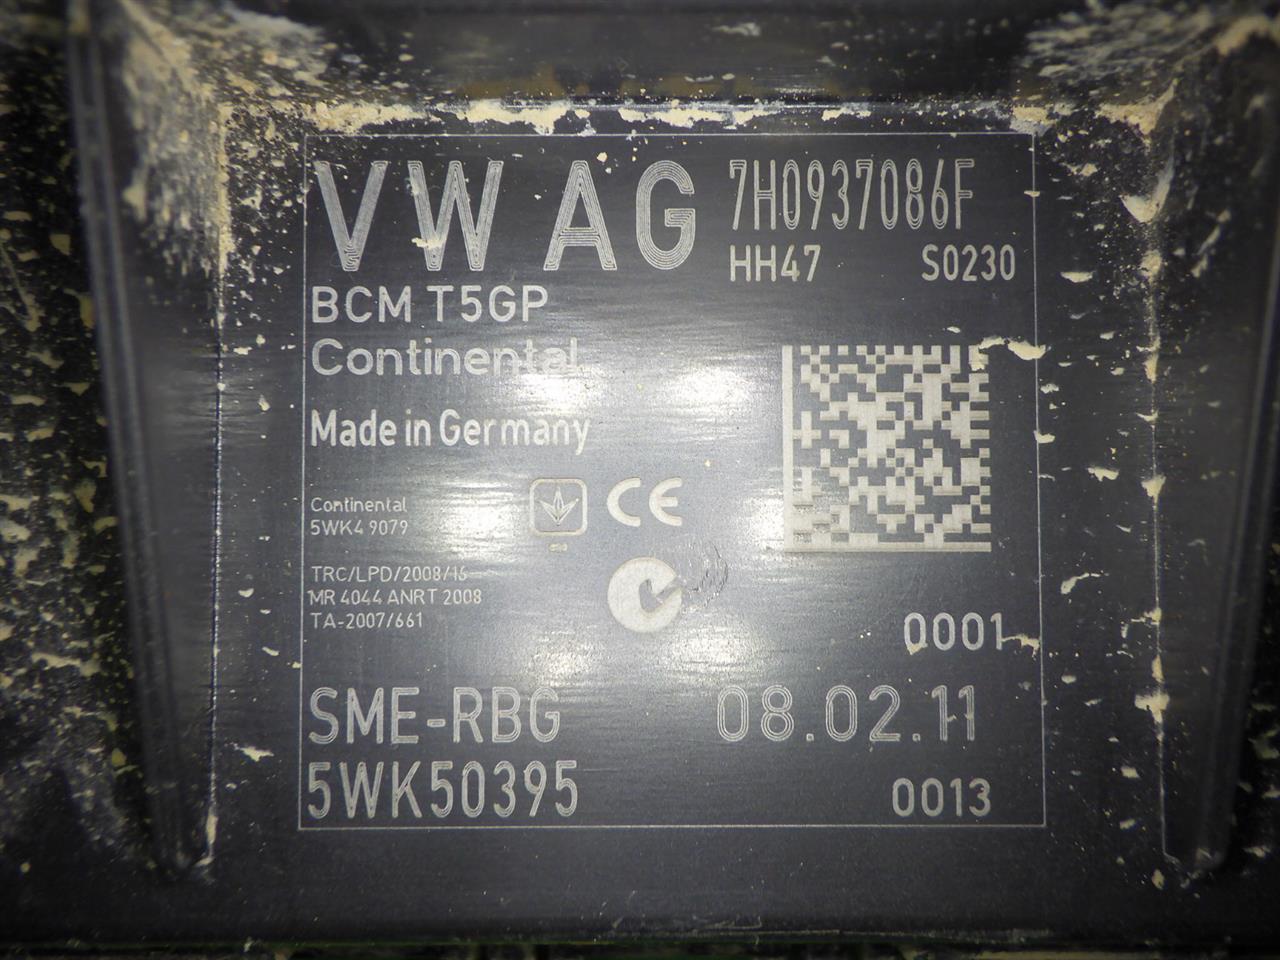 VW AG 7H0937086F
HH47 S0230
BCM T5GP
Continental
Made in Germany
Continental
5WK4 9079
CE
TRC/LPD/2008/16
MR 4044 ANRT 2008
TA-2007/661
0001
SME-RBG 08.02.11
5WK50395 0013